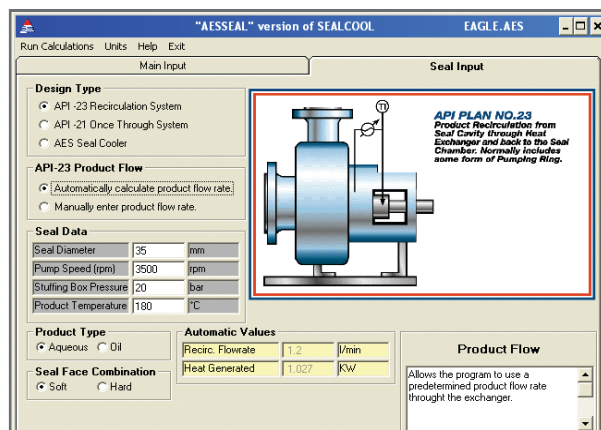 "AESSEAL" version of SEALCOOL EAGLE.AES
Run Calculations Units Help Exit
Main Input
Seal Input
Design Type
API -23 Recirculation System
API -21 Once Through System
AES Seal Cooler
API-23 Product Flow
Automatically calculate product flow rate.
Manually enter product flow rate.
Seal Data
Seal Diameter 35 mm
Pump Speed (rpm) 3500 rpm
Stuffing Box Pressure 20 bar
Product Temperature 180 °C
TI
API PLAN NO.23
Product Recirculation from
Seal Cavity through Heat
Exchanger and back to the Seal
Chamber. Normally includes
some form of Pumping Ring.
Product Type
Aqueous Oil
Seal Face Combination
Soft Hard
Automatic Values
Recirc. Flowrate 1.2 l/min
Heat Generated 1.027 KW
Product Flow
Allows the program to use a
predetermined product flow rate
throught the exchanger.